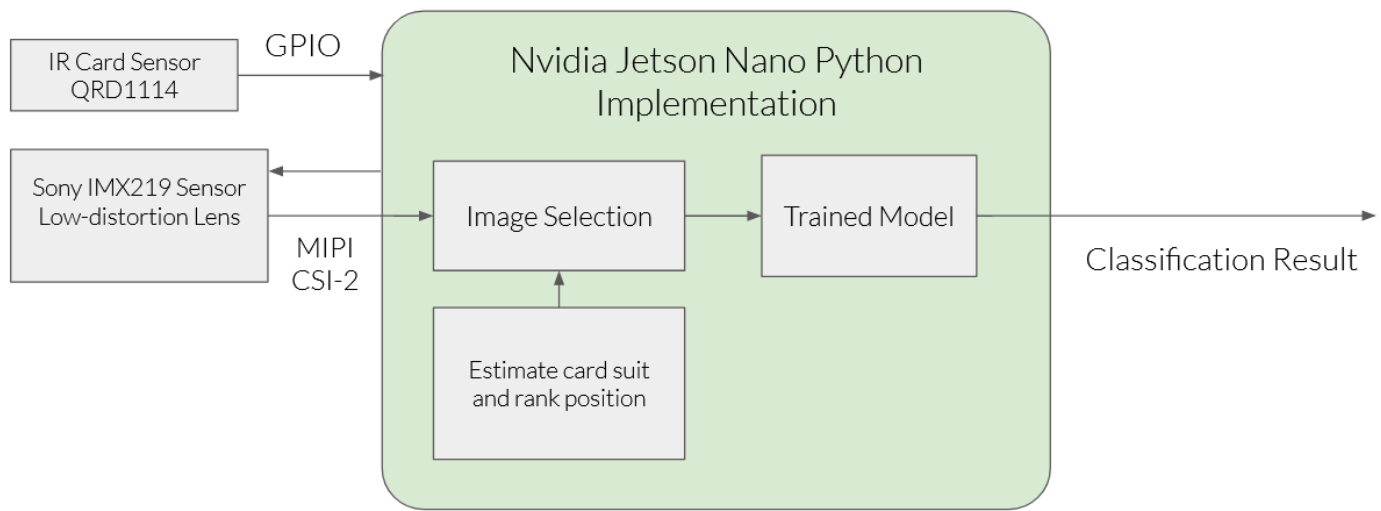 IR Card Sensor
QRD1114
GPIO
Nvidia Jetson Nano Python
Implementation
Sony IMX219 Sensor
Low-distortion Lens
MIPI
CSI-2
Image Selection
Trained Model
Classification Result
Estimate card suit
and rank position